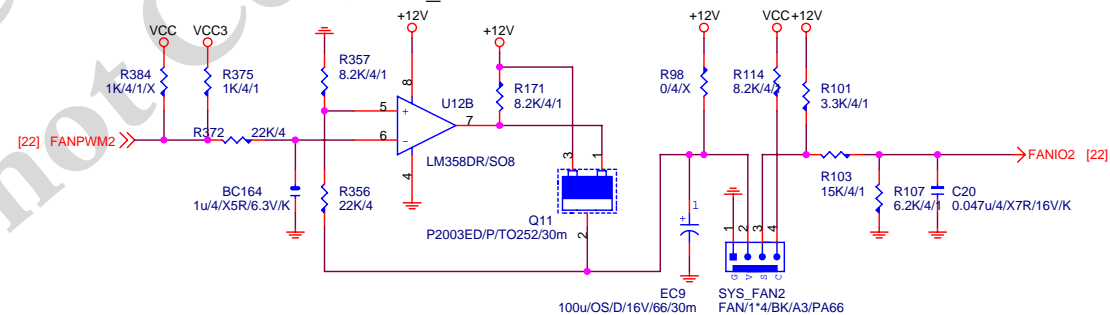 not Co
+12V
VCC
VCC3
+12V
+12V
VCC
+12V
R384
1K/4/1/X
R375
1K/4/1
R357
8.2K/4/1
8
U12B
R171
8.2K/4/1
R98
0/4/X
R114
8.2K/4/1
R101
3.3K/4/1
5
+
7
6
-
[22] FANPWM2
R372
22K/4
LM358DR/SO8
4
3
1
FANIO2 [22]
BC164
1u/4/X5R/6.3V/K
R356
22K/4
R103
15K/4/1
R107
6.2K/4/1
C20
0.047u/4/X7R/16V/K
Q11
P2003ED/P/TO252/30m
2
+
1
1
2
3
4
G
V
S
C
EC9
100u/OS/D/16V/66/30m
SYS_FAN2
FAN/1*4/BK/A3/PA66